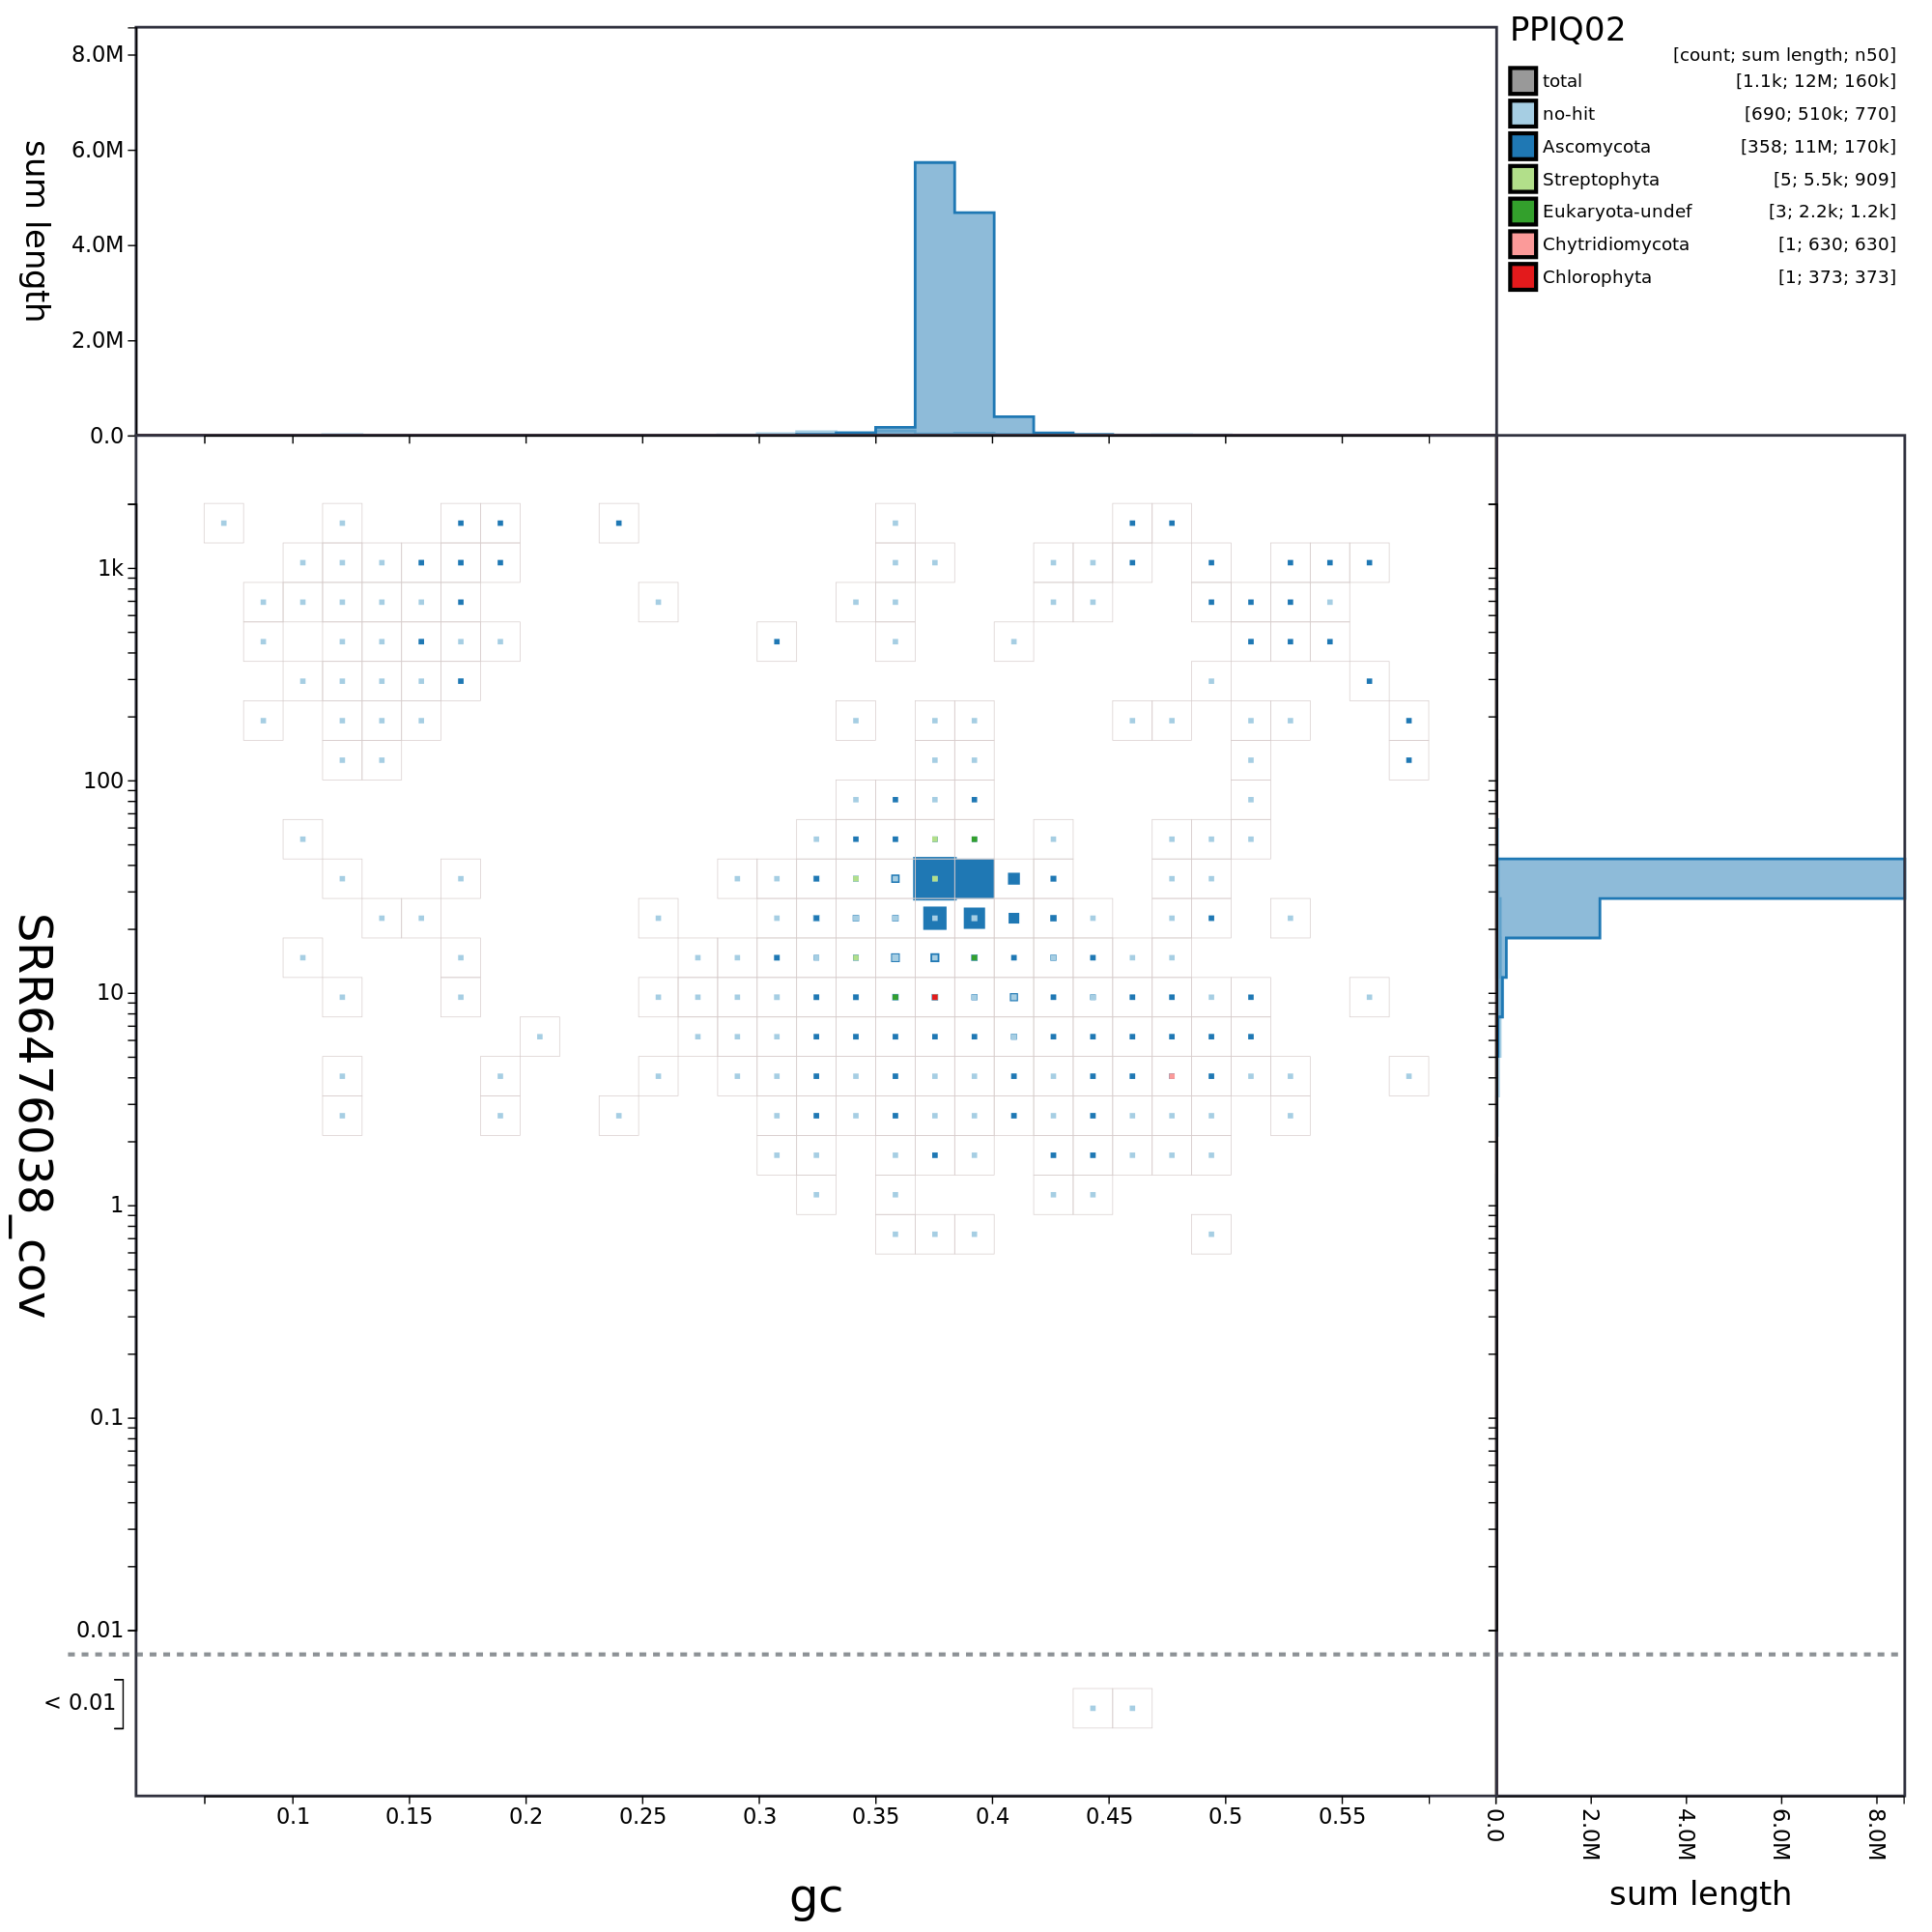 PPIQ02
[count; sum length; n50]
total [1.1k; 12M; 160k]
no-hit [690; 510k; 770]
Ascomycota [358; 11M; 170k]
Streptophyta [5; 5.5k; 909]
Eukaryota-undef [3; 2.2k; 1.2k]
Chytridiomycota [1; 630; 630]
Chlorophyta [1; 373; 373]
sum length
8.0M
6.0M
4.0M
2.0M
0.0
SRR6476038_cov
1k
100
10
1
0.1
0.01
< 0.01
0.1 0.15 0.2 0.25 0.3 0.35 0.4 0.45 0.5 0.55
gc
0.0 2.0M 4.0M 6.0M 8.0M
sum length